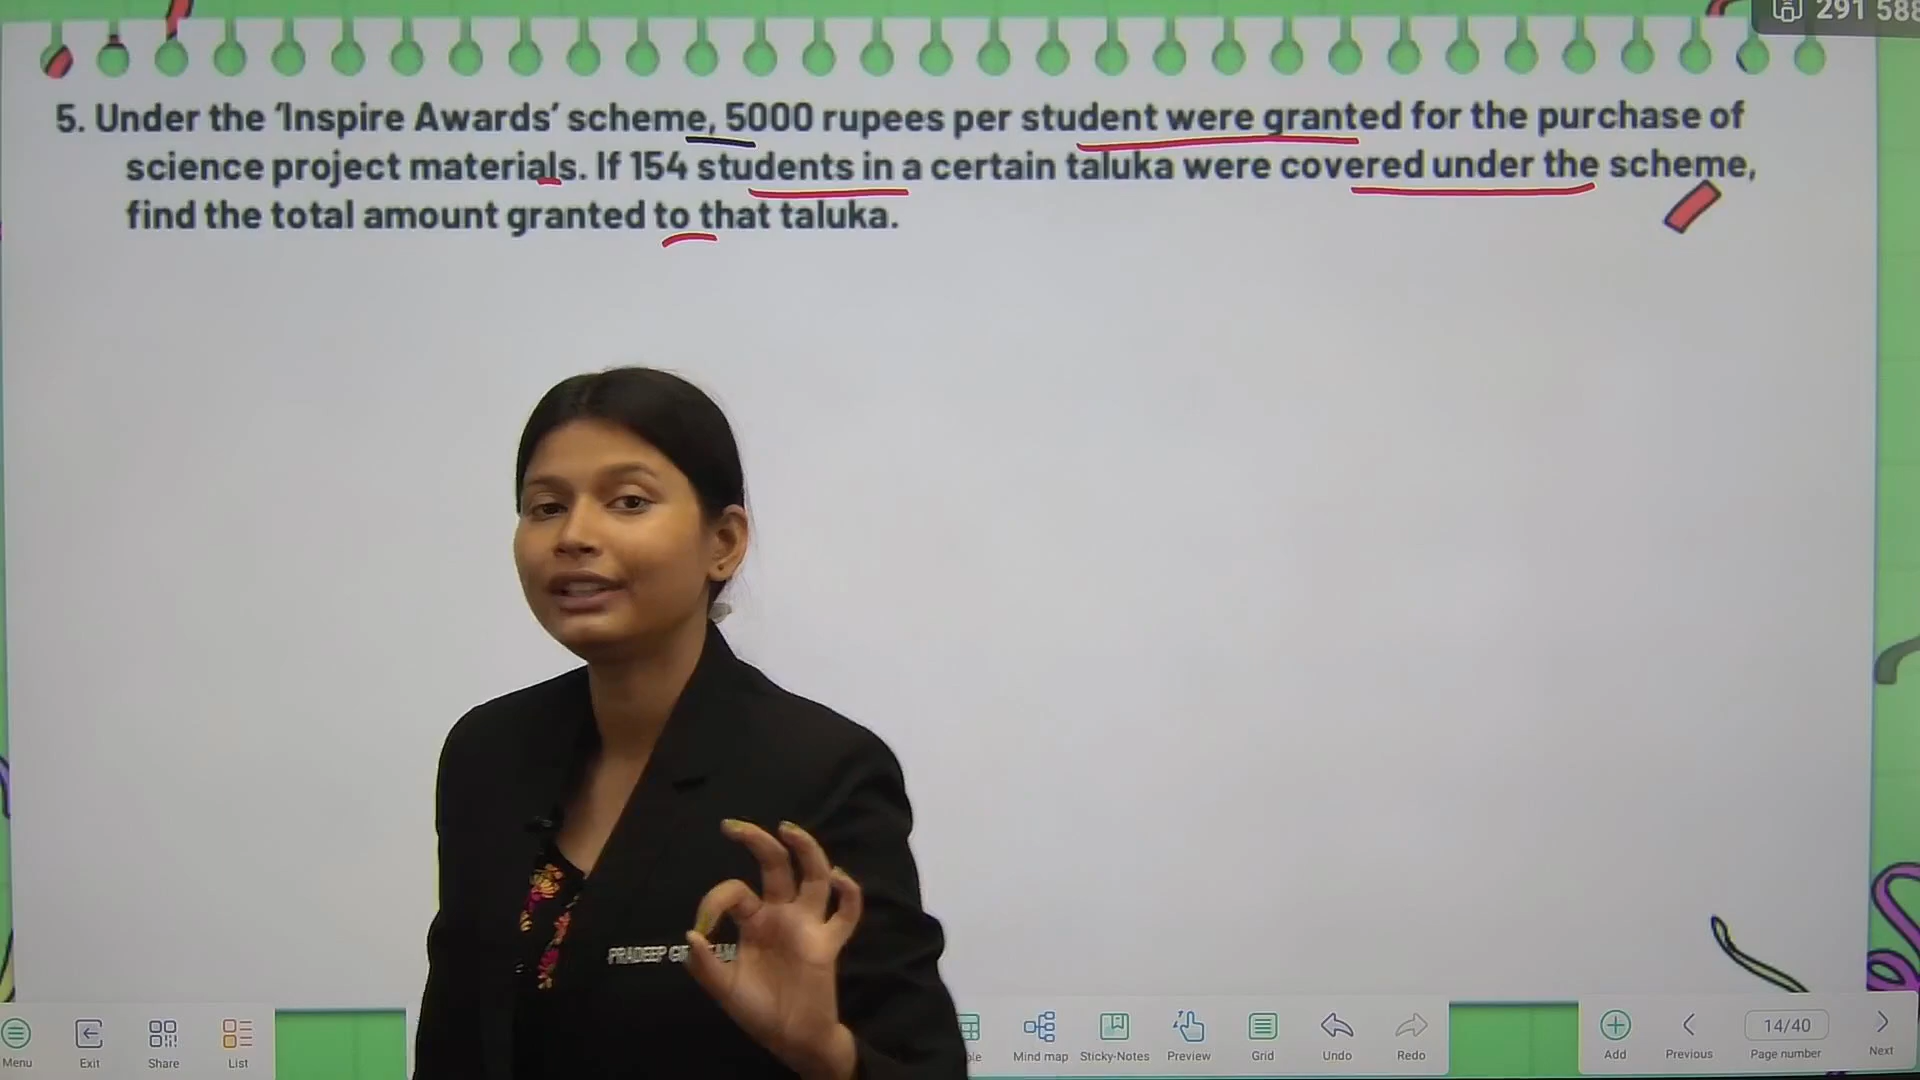 291 588
5. Under the ‘Inspire Awards’ scheme, 5000 rupees per student were granted for the purchase of
science project materials. If 154 students in a certain taluka were covered under the scheme,
find the total amount granted to that taluka.
PRADEEP
Menu Exit Share List Mind map Sticky-Notes Preview Grid Undo Redo Add Previous 14/40 Page number Next